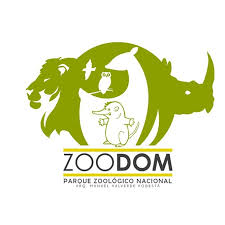 ZOODOM
PARQUE ZOOLÓGICO NACIONAL
ARQ. MANUEL VALVERDE PODESTÁ